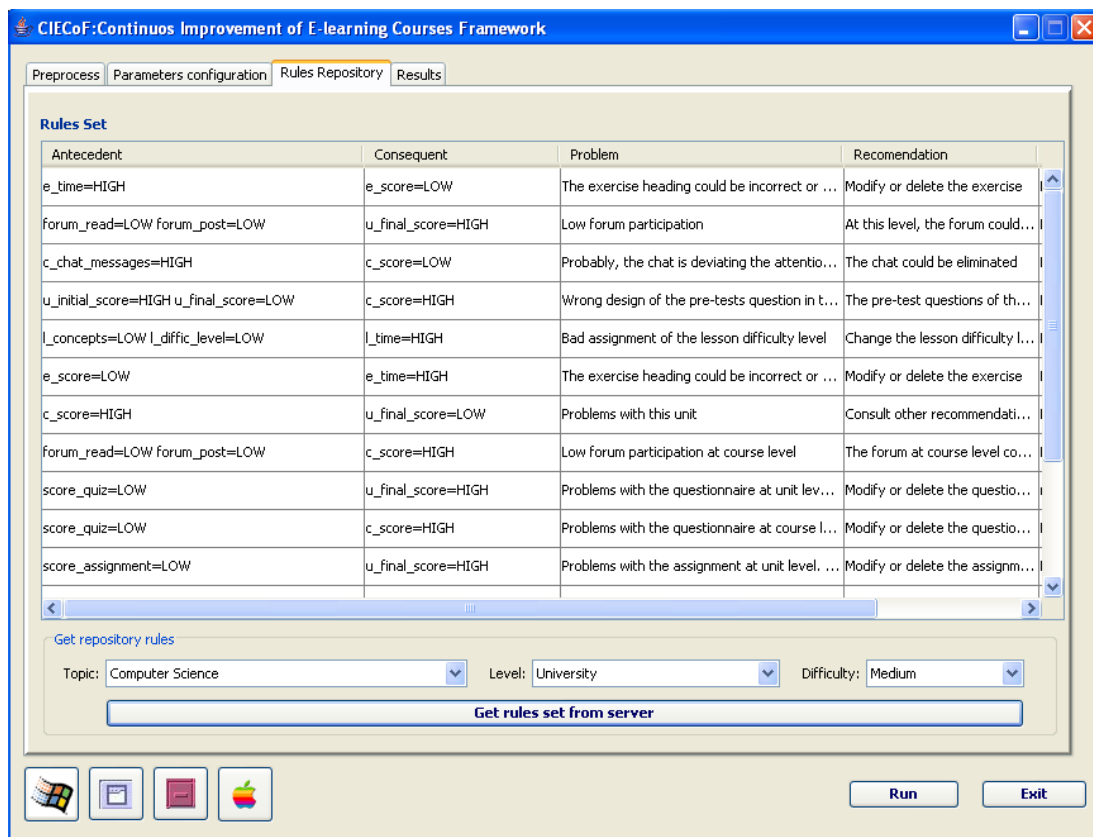 CIECoF:Continuos Improvement of E-learning Courses Framework
Preprocess Parameters configuration Rules Repository Results
Rules Set
Antecedent Consequent Problem Recomendation
e_time=HIGH e_score=LOW The exercise heading could be incorrect or ... Modify or delete the exercise
forum_read=LOW forum_post=LOW u_final_score=HIGH Low forum participation At this level, the forum could...
c_chat_messages=HIGH c_score=LOW Probably, the chat is deviating the attentio... The chat could be eliminated
u_initial_score=HIGH u_final_score=LOW c_score=HIGH Wrong design of the pre-tests question in t... The pre-test questions of th...
l_concepts=LOW l_diffic_level=LOW l_time=HIGH Bad assignment of the lesson difficulty level Change the lesson difficulty l...
e_score=LOW e_time=HIGH The exercise heading could be incorrect or ... Modify or delete the exercise
c_score=HIGH u_final_score=LOW Problems with this unit Consult other recommendati...
forum_read=LOW forum_post=LOW c_score=HIGH Low forum participation at course level The forum at course level co...
score_quiz=LOW u_final_score=HIGH Problems with the questionnaire at unit lev... Modify or delete the questio...
score_quiz=LOW c_score=HIGH Problems with the questionnaire at course l... Modify or delete the questio...
score_assignment=LOW u_final_score=HIGH Problems with the assignment at unit level. ... Modify or delete the assignm...
Get repository rules
Topic: Computer Science Level: University Difficulty: Medium
Get rules set from server
Run Exit